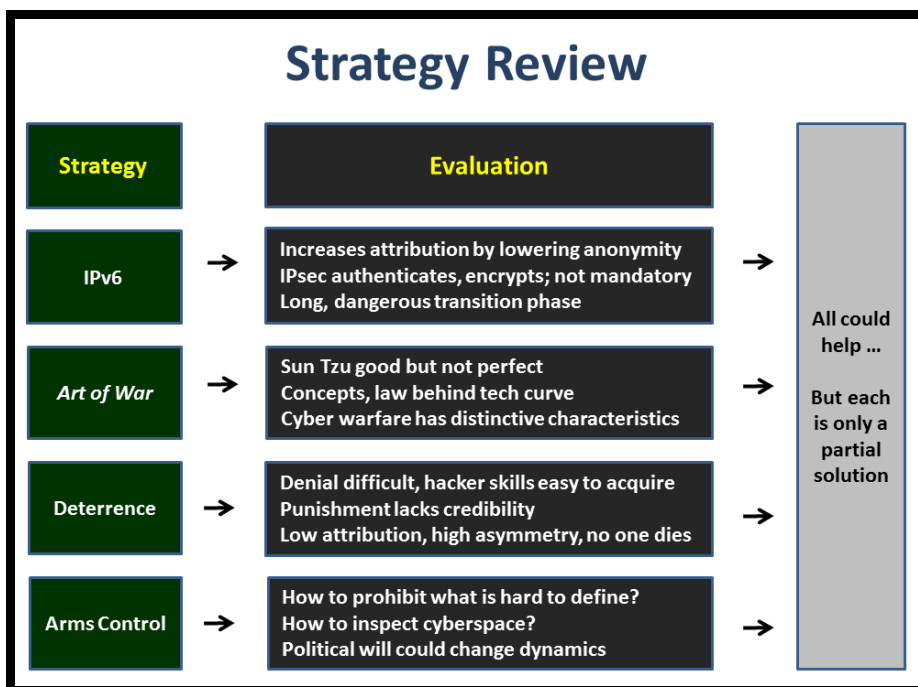 Strategy Review
Strategy
Evaluation
IPv6
Increases attribution by lowering anonymity
IPsec authenticates, encrypts; not mandatory
Long, dangerous transition phase
Art of War
Sun Tzu good but not perfect
Concepts, law behind tech curve
Cyber warfare has distinctive characteristics
Deterrence
Denial difficult, hacker skills easy to acquire
Punishment lacks credibility
Low attribution, high asymmetry, no one dies
Arms Control
How to prohibit what is hard to define?
How to inspect cyberspace?
Political will could change dynamics
All could
help ...
But each
is only a
partial
solution